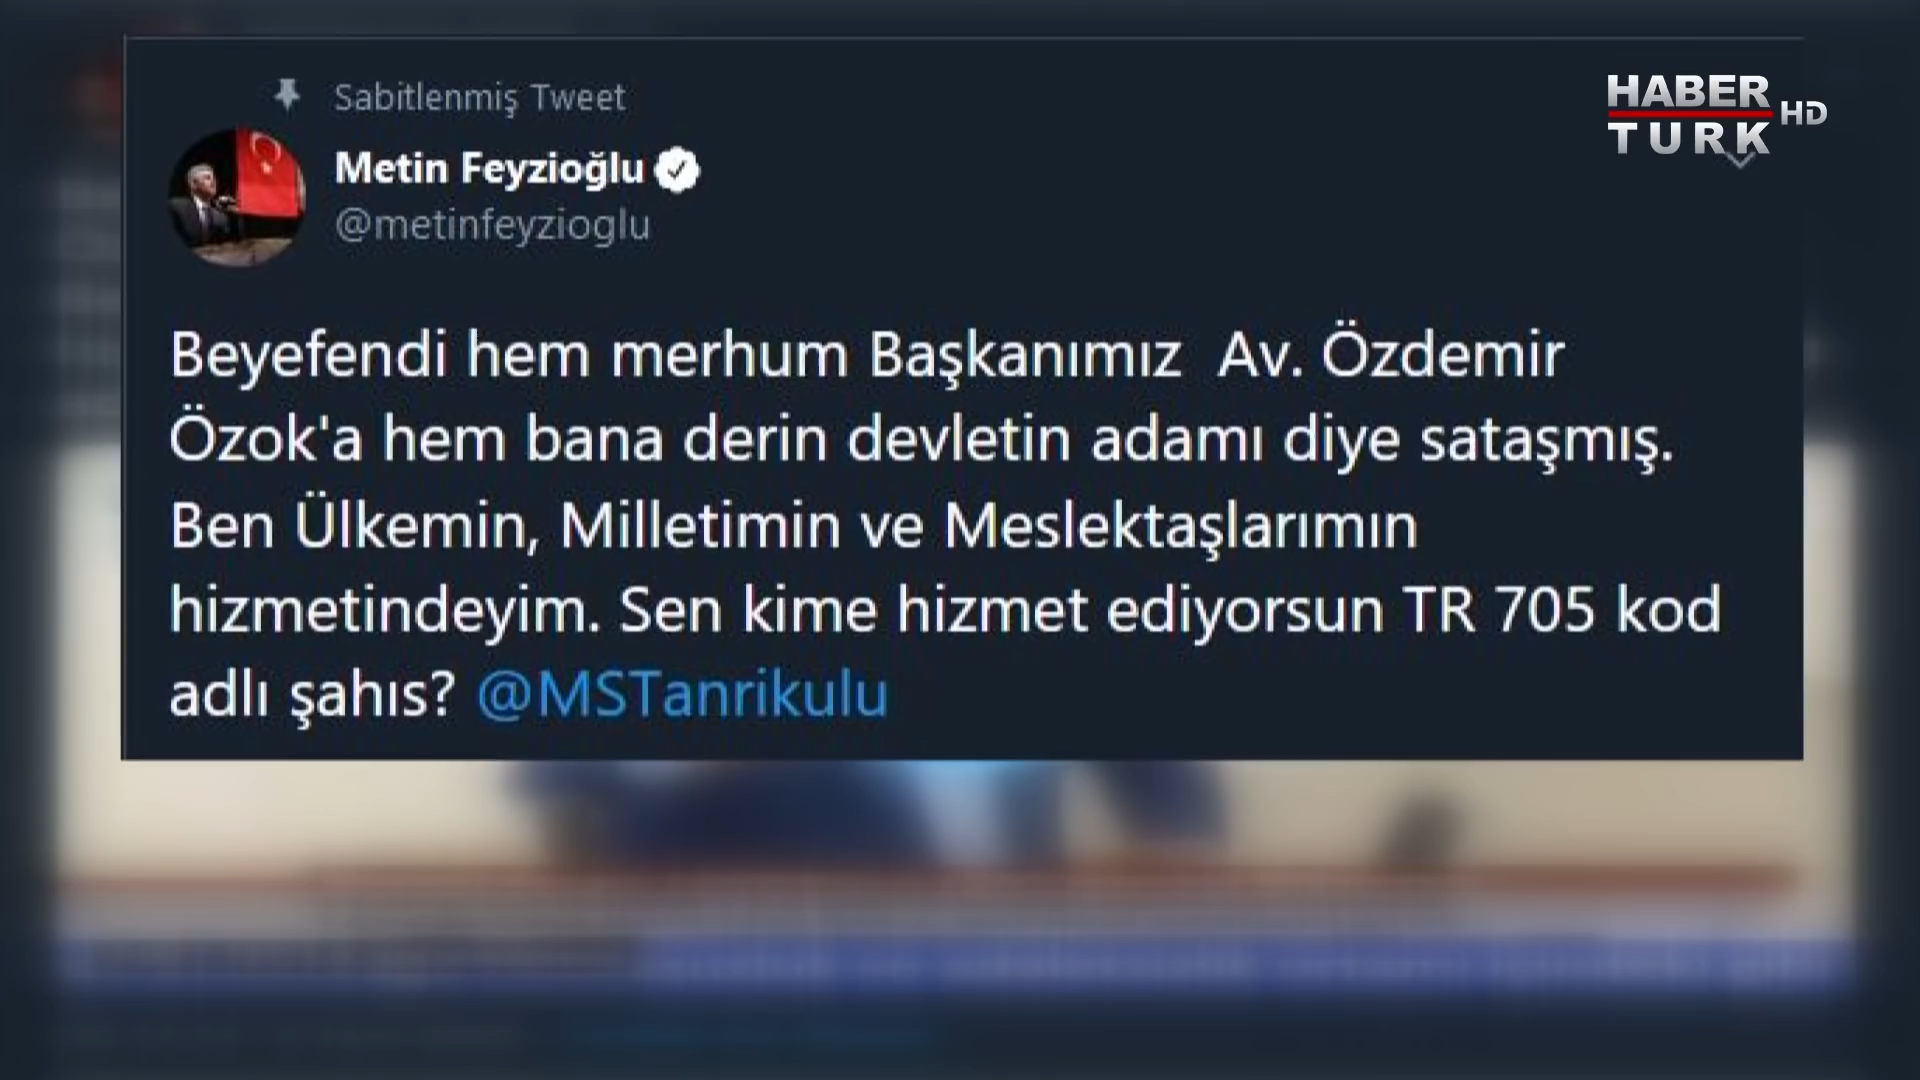 Sabitlenmiş Tweet
HABER
TURK HD
Metin Feyzioğlu
@metinfeyzioglu
Beyefendi hem merhum Başkanımız Av. Özdemir
Özok'a hem bana derin devletin adamı diye sataşmış.
Ben Ülkemin, Milletimin ve Meslektaşlarımın
hizmetindeyim. Sen kime hizmet ediyorsun TR 705 kod
adlı şahıs? @MSTanrikulu